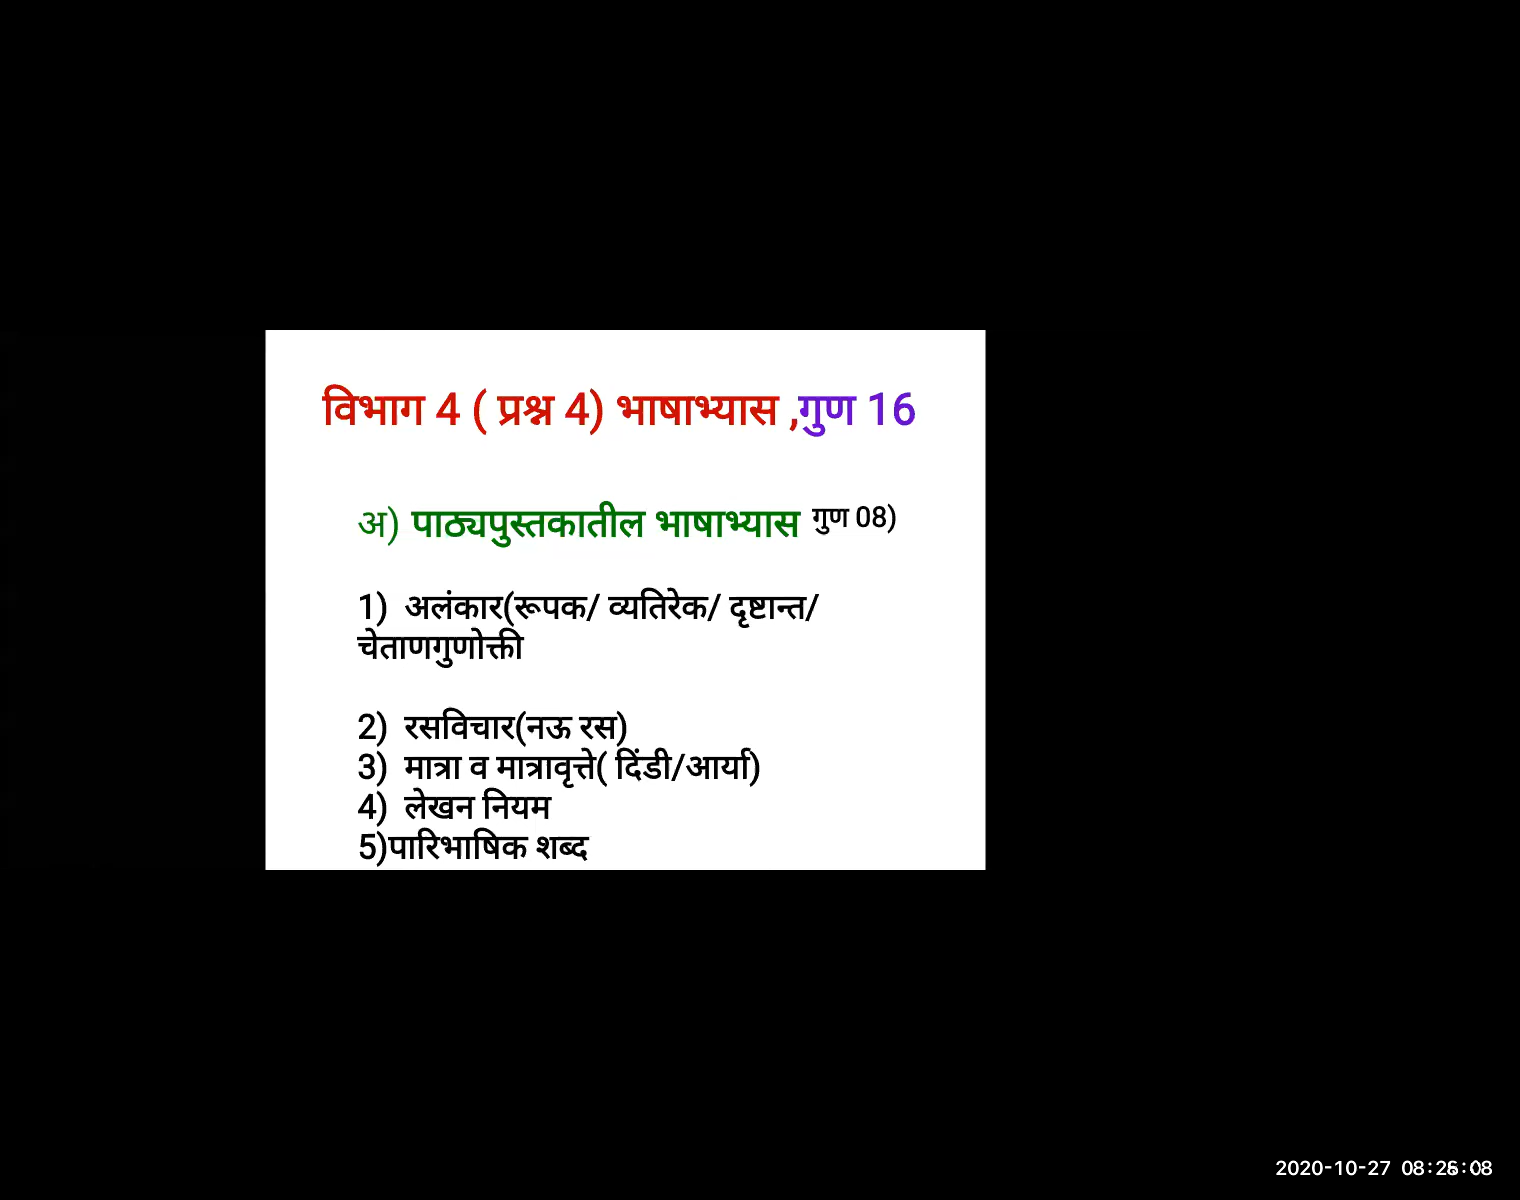 विभाग 4 ( प्रश्न 4) भाषाभ्यास ,गुण 16
अ) पाठ्यपुस्तकातील भाषाभ्यास गुण 08)
1) अलंकार(रूपक/ व्यतिरेक/ दृष्टान्त/
चेताणगुणोक्ती
2) रसविचार(नऊ रस)
3) मात्रा व मात्रावृत्ते( दिंडी/आर्या)
4) लेखन नियम
5)पारिभाषिक शब्द
2020-10-27